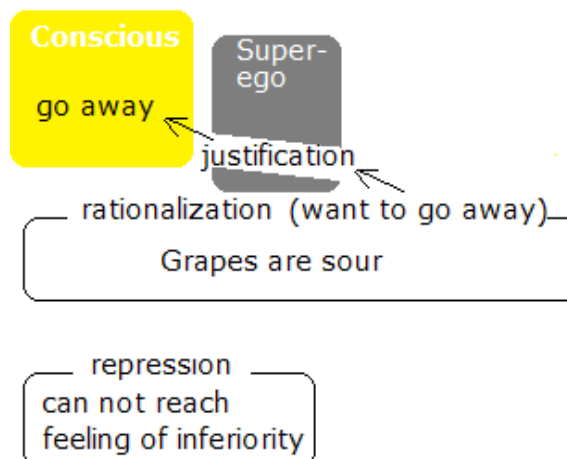 Conscious
Super-
ego
go away
justification
rationalization (want to go away)
Grapes are sour
repression
can not reach
feeling of inferiority